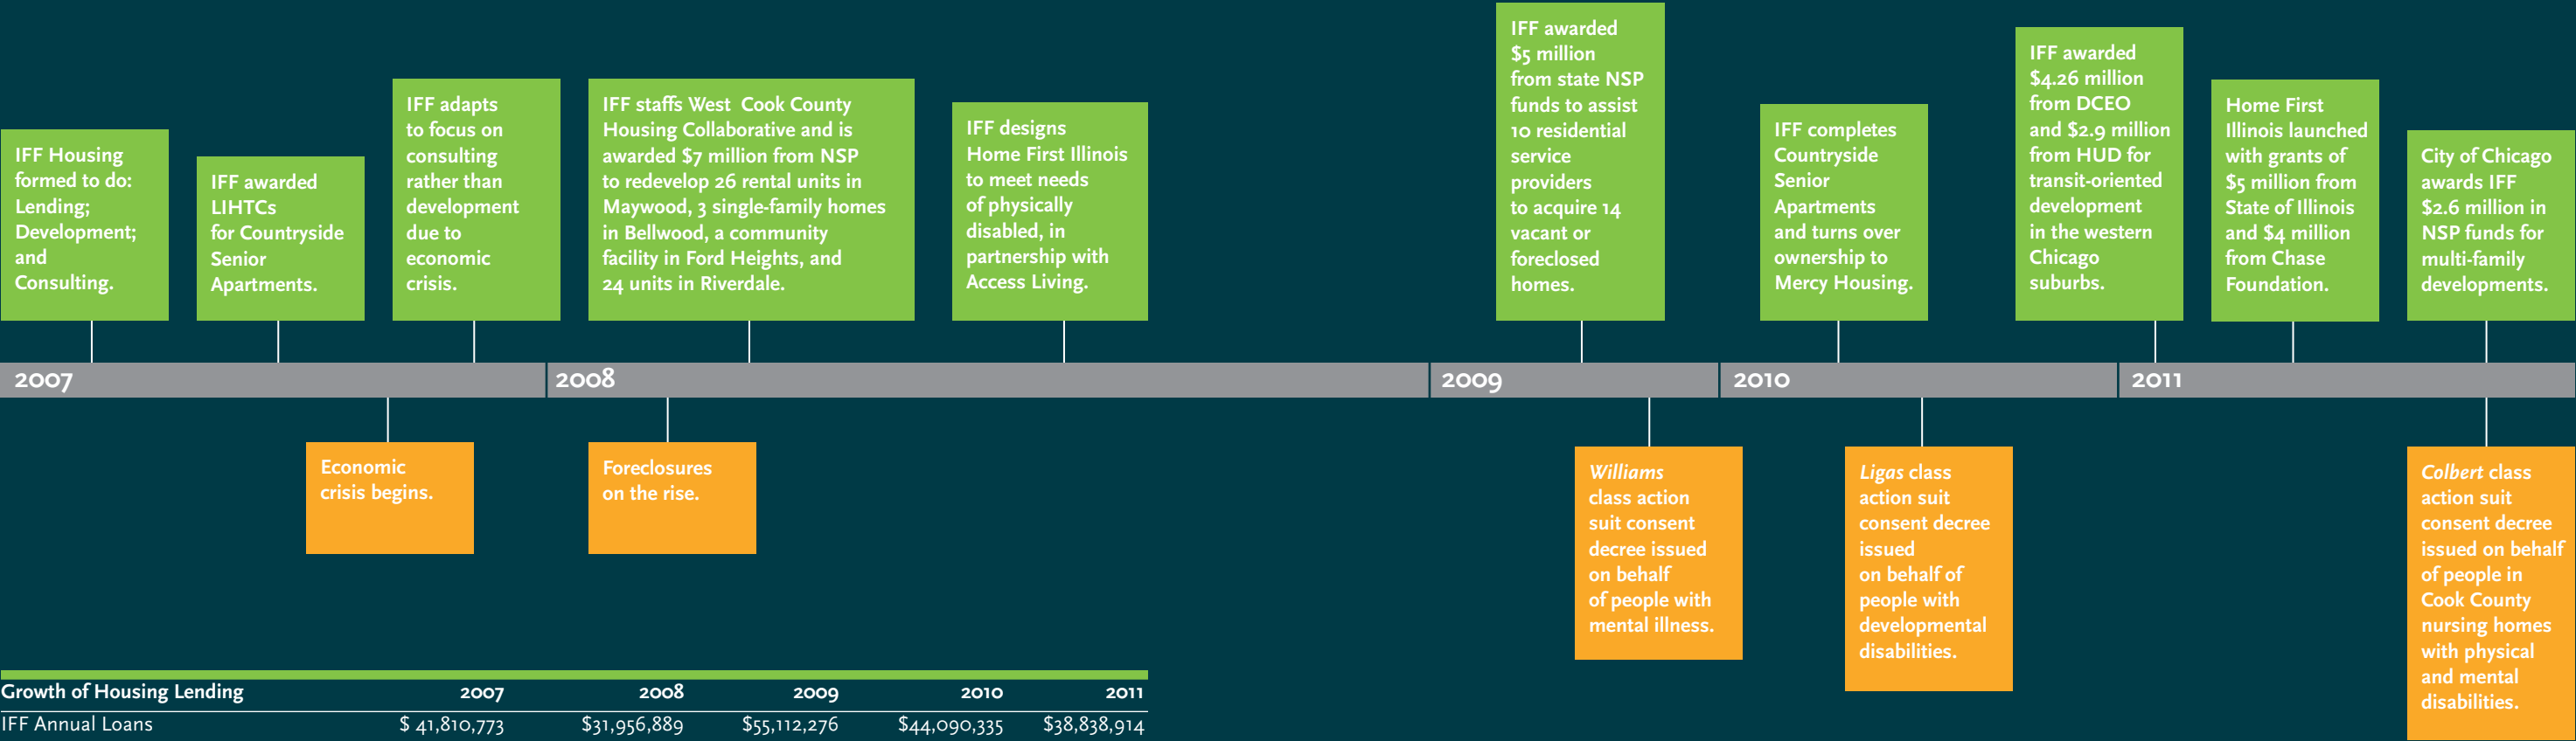 IFF Housing
formed to do:
Lending;
Development;
and
Consulting.
IFF awarded
LIHTCs
for Countryside
Senior
Apartments.
IFF adapts
to focus on
consulting
rather than
development
due to
economic
crisis.
IFF staffs West Cook County
Housing Collaborative and is
awarded $7 million from NSP
to redevelop 26 rental units in
Maywood, 3 single-family homes
in Bellwood, a community
facility in Ford Heights, and
24 units in Riverdale.
IFF designs
Home First Illinois
to meet needs
of physically
disabled, in
partnership with
Access Living.
IFF awarded
$5 million
from state NSP
funds to assist
10 residential
service
providers
to acquire 14
vacant or
foreclosed
homes.
IFF completes
Countryside
Senior
Apartments
and turns over
ownership to
Mercy Housing.
IFF awarded
$4.26 million
from DCEO
and $2.9 million
from HUD for
transit-oriented
development
in the western
Chicago
suburbs.
Home First
Illinois launched
with grants of
$5 million from
State of Illinois
and $4 million
from Chase
Foundation.
City of Chicago
awards IFF
$2.6 million in
NSP funds for
multi-family
developments.
2007 2008 2009 2010 2011
Economic
crisis begins.
Foreclosures
on the rise.
Williams
class action
suit consent
decree issued
on behalf
of people with
mental illness.
Ligas class
action suit
consent decree
issued
on behalf of
people with
developmental
disabilities.
Colbert class
action suit
consent decree
issued on behalf
of people in
Cook County
nursing homes
with physical
and mental
disabilities.
Growth of Housing Lending 2007 2008 2009 2010 2011
IFF Annual Loans $ 41,810,773 $31,956,889 $55,112,276 $44,090,335 $38,838,914